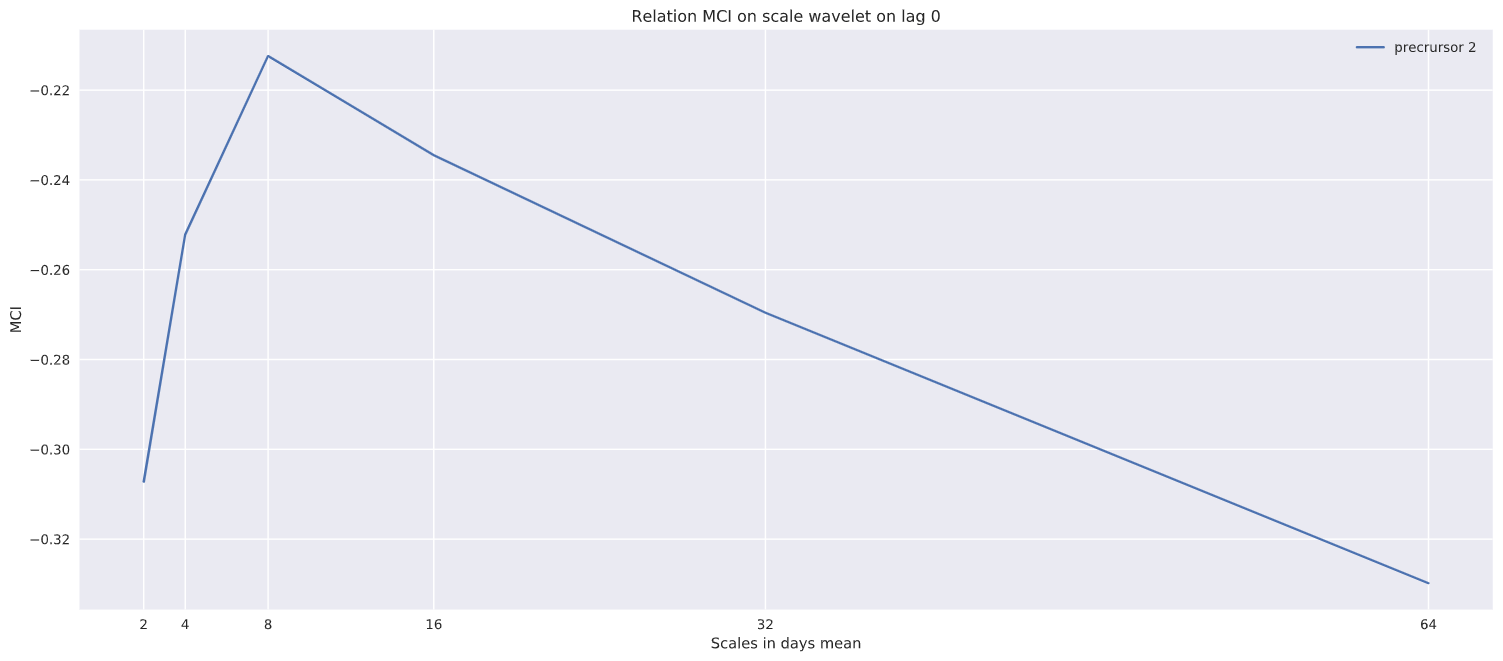 Relation MCI on scale wavelet on lag 0
precrursor 2
−0.22
−0.24
−0.26
−0.28
−0.30
−0.32
MCI
2 4 8 16 32 64
Scales in days mean